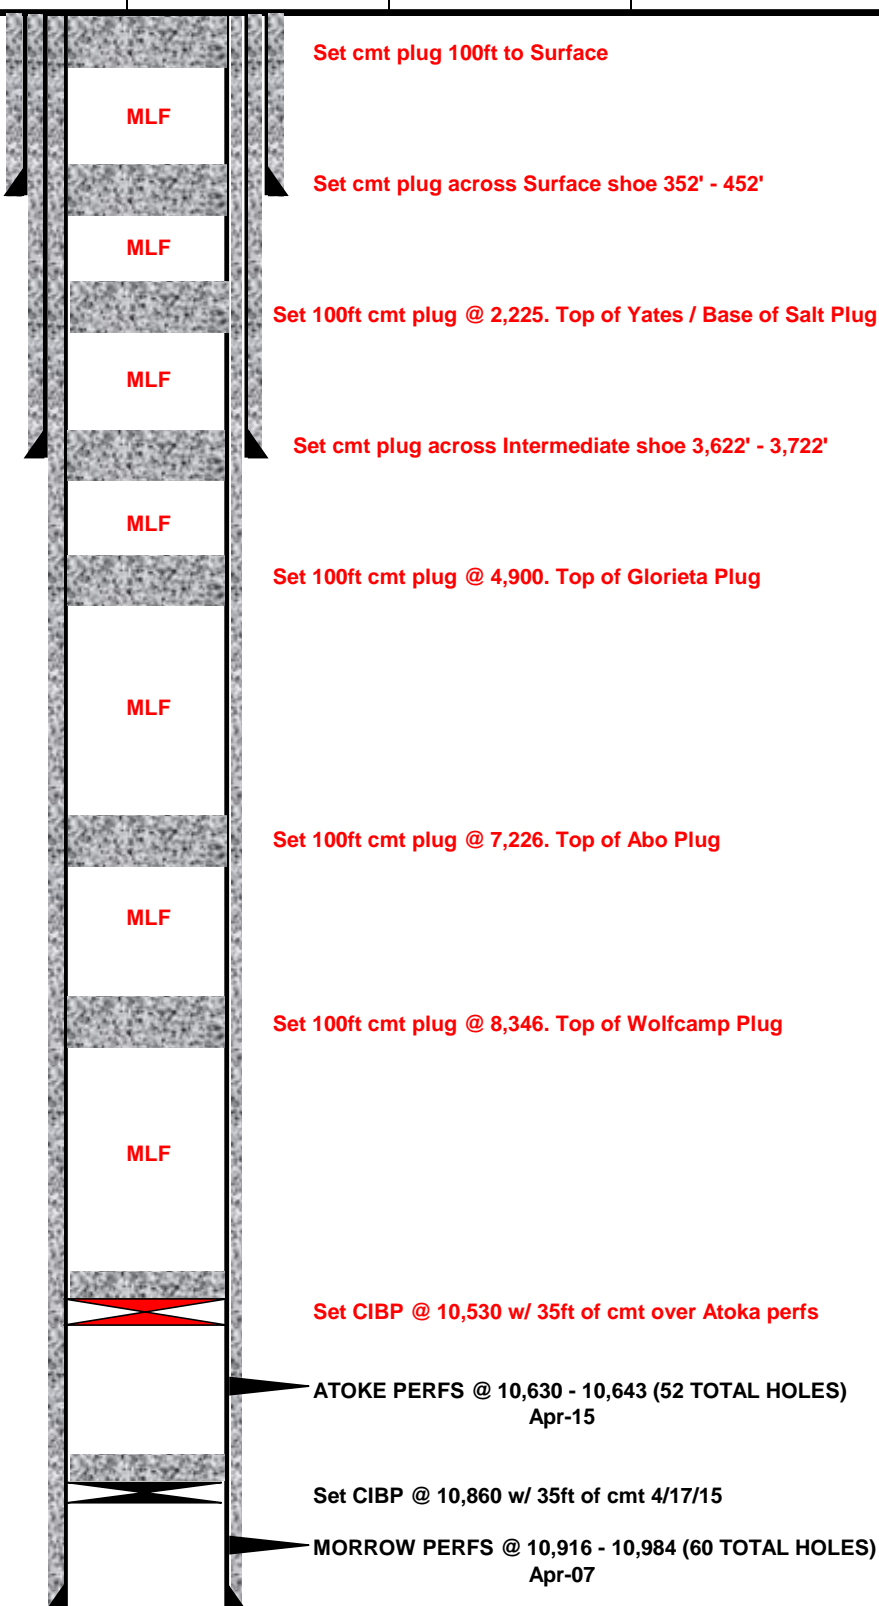 Set cmt plug 100ft to Surface
MLF
Set cmt plug across Surface shoe 352' - 452'
MLF
Set 100ft cmt plug @ 2,225. Top of Yates / Base of Salt Plug
MLF
Set cmt plug across Intermediate shoe 3,622' - 3,722'
MLF
Set 100ft cmt plug @ 4,900. Top of Glorieta Plug
MLF
Set 100ft cmt plug @ 7,226. Top of Abo Plug
MLF
Set 100ft cmt plug @ 8,346. Top of Wolfcamp Plug
MLF
Set CIBP @ 10,530 w/ 35ft of cmt over Atoka perfs
ATOKE PERFS @ 10,630 - 10,643 (52 TOTAL HOLES)
Apr-15
Set CIBP @ 10,860 w/ 35ft of cmt 4/17/15
MORROW PERFS @ 10,916 - 10,984 (60 TOTAL HOLES)
Apr-07